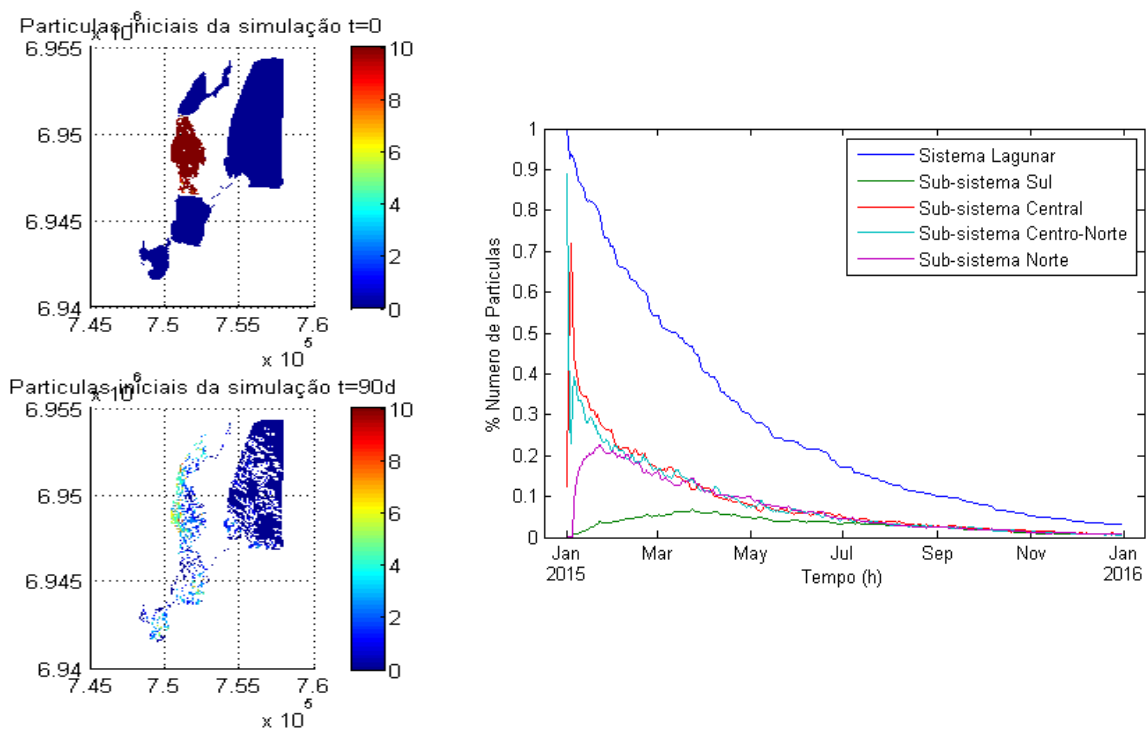 Particulas iniciais da simulação t=0
x 10^6
6.955
6.95
6.945
6.94
7.45 7.5 7.55 7.6
x 10^5
10
8
6
4
2
0
Particulas iniciais da simulação t=90d
x 10^6
6.955
6.95
6.945
6.94
7.45 7.5 7.55 7.6
x 10^5
10
8
6
4
2
0
% Numero de Particulas
1
0.9
0.8
0.7
0.6
0.5
0.4
0.3
0.2
0.1
0
Jan Mar May Jul Sep Nov Jan
2015 2016
Tempo (h)
Sistema Lagunar
Sub-sistema Sul
Sub-sistema Central
Sub-sistema Centro-Norte
Sub-sistema Norte